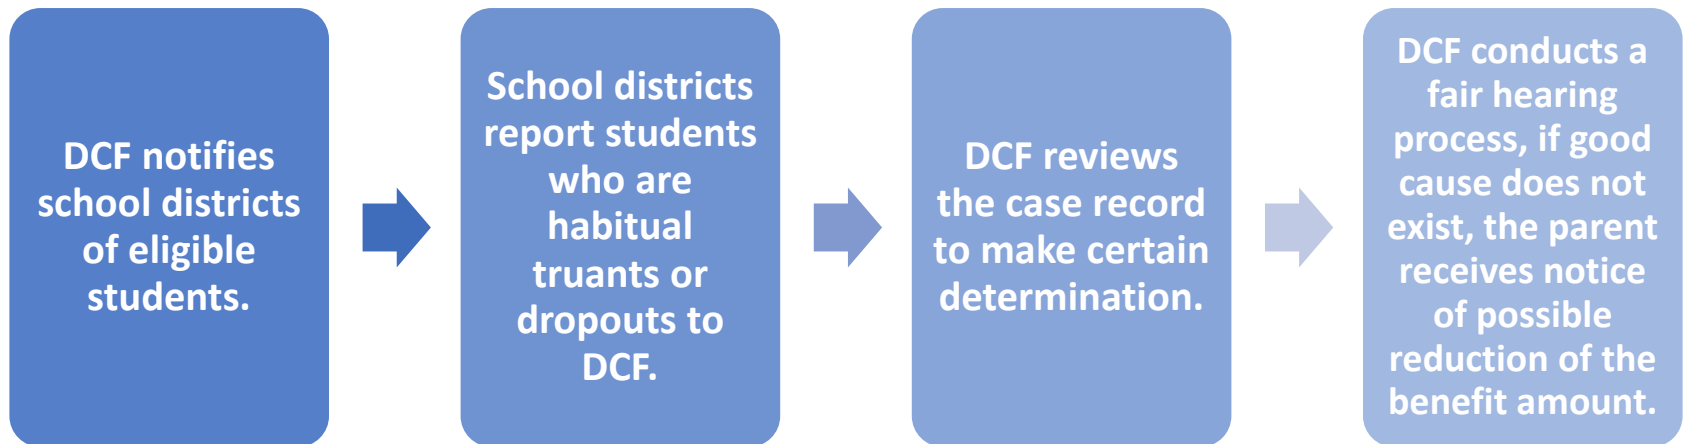 DCF notifies
school districts
of eligible
students.
School districts
report students
who are
habitual
truants or
dropouts to
DCF.
DCF reviews
the case record
to make certain
determination.
DCF conducts a
fair hearing
process, if good
cause does not
exist, the parent
receives notice
of possible
reduction of the
benefit amount.